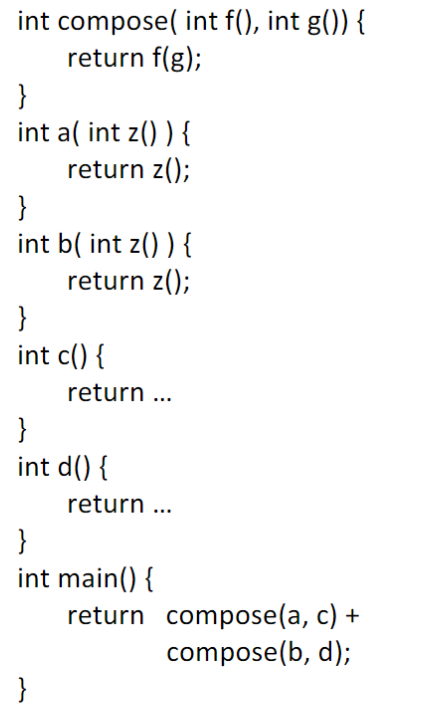 int compose( int f(), int g()) {
return f(g);
}
int a( int z() ) {
return z();
}
int b( int z() ) {
return z();
}
int c() {
return ...
}
int d() {
return ...
}
int main() {
return compose(a, c) +
compose(b, d);
}